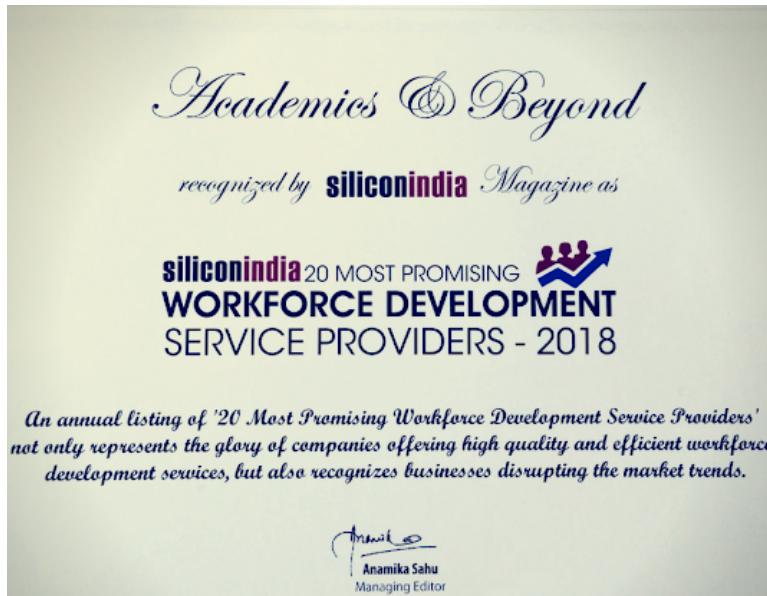 Academics & Beyond
recognized by siliconindia Magazine as
siliconindia 20 MOST PROMISING
WORKFORCE DEVELOPMENT
SERVICE PROVIDERS - 2018
An annual listing of '20 Most Promising Workforce Development Service Providers'
not only represents the glory of companies offering high quality and efficient workforce
development services, but also recognizes businesses disrupting the market trends.
Anamika Sahu
Managing Editor